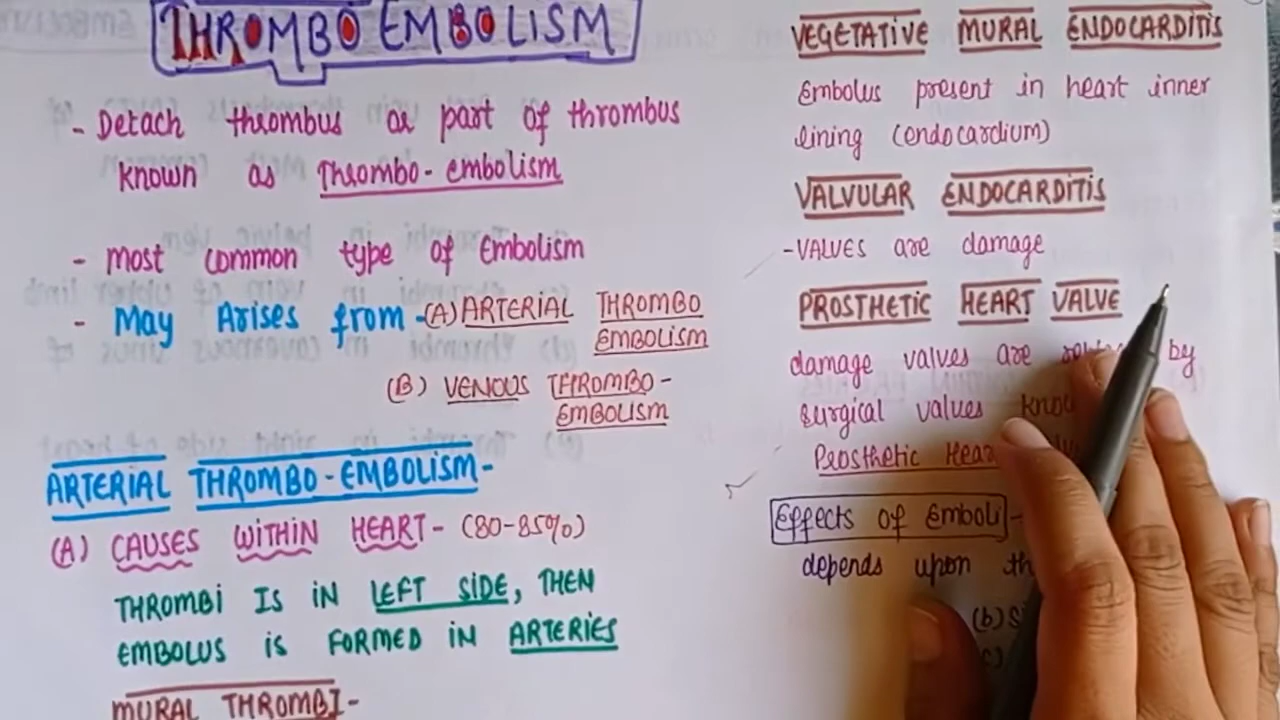 THROMBO EMBOLISM
- Detach thrombus or part of thrombus
known as Thrombo-embolism
- Most common type of Embolism
- May Arises from - (A) ARTERIAL THROMBO
EMBOLISM
(B) VENOUS THROMBO-
EMBOLISM
ARTERIAL THROMBO-EMBOLISM-
(A) CAUSES WITHIN HEART- (80-85%)
THROMBI IS IN LEFT SIDE, THEN
EMBOLUS IS FORMED IN ARTERIES
MURAL THROMBI-
VEGETATIVE MURAL ENDOCARDITIS
Embolus present in heart inner
lining (endocardium)
VALVULAR ENDOCARDITIS
-VALVES are damage
PROSTHETIC HEART VALVE
damage valves are by
surgical valves
Prosthetic
Effects of Emboli-
depends upon
(b)